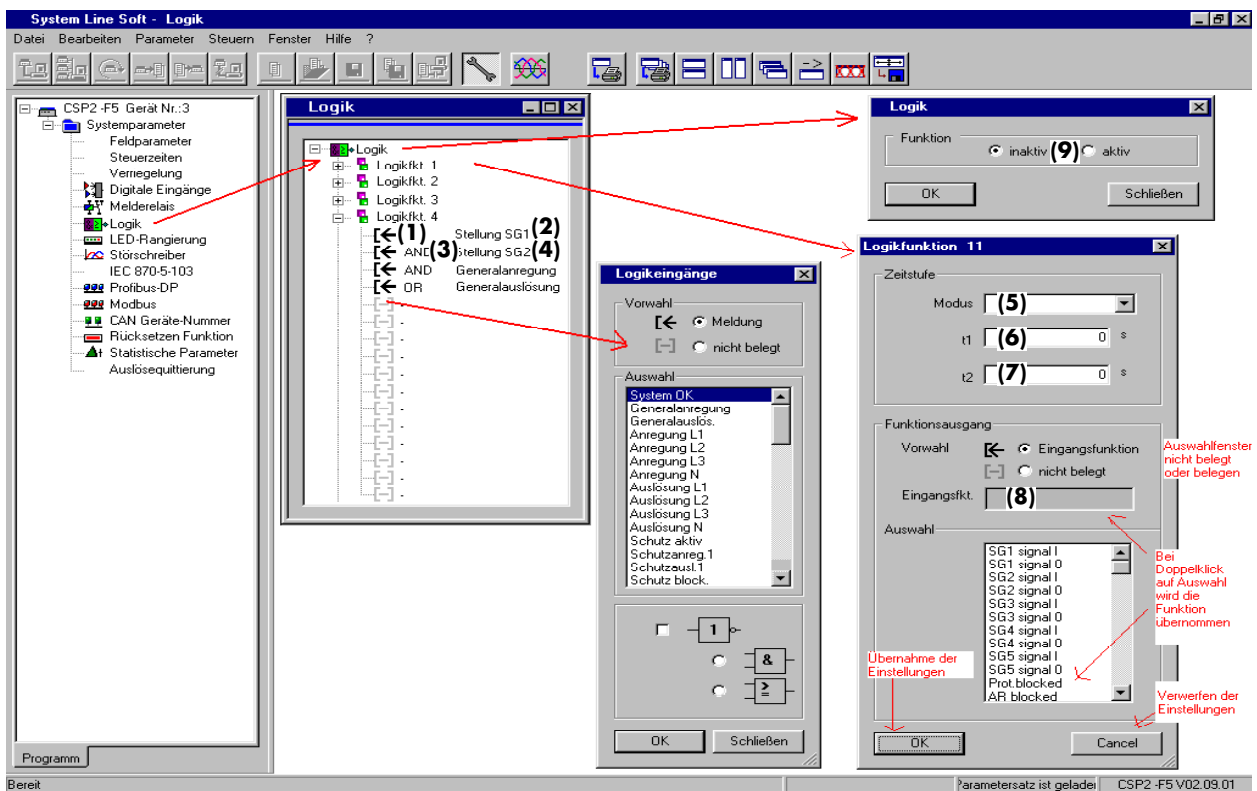 System Line Soft - Logik
Datei Bearbeiten Parameter Steuern Fenster Hilfe ?
CSP2 -F5 Gerät Nr.:3
Systemparameter
Feldparameter
Steuerzeiten
Verriegelung
Digitale Eingänge
Melderelais
Logik
LED-Rangierung
Störschreiber
IEC 870-5-103
Profibus-DP
Modbus
CAN Geräte-Nummer
Rücksetzen Funktion
Statistische Parameter
Auslösequittierung
Programm
Logik
Logik
Logikfkt. 1
Logikfkt. 2
Logikfkt. 3
Logikfkt. 4
(1) Stellung SG1 (2)
AND (3) Stellung SG2 (4)
AND Generalanregung
OR Generalauslösung
Logikeingänge
Vorwahl
Meldung
nicht belegt
Auswahl
System OK
Generalanregung
Generalauslös.
Anregung L1
Anregung L2
Anregung L3
Anregung N
Auslösung L1
Auslösung L2
Auslösung L3
Auslösung N
Schutz aktiv
Schutzanreg.1
Schutzausl.1
Schutz block.
1
&
≥
OK Schließen
Logik
Funktion
inaktiv (9) aktiv
OK Schließen
Logikfunktion 11
Zeitstufe
Modus (5)
t1 (6) 0 s
t2 (7) 0 s
Funktionsausgang
Vorwahl Eingangsfunktion
nicht belegt
Eingangsfkt. (8)
Auswahl
SG1 signal I
SG1 signal 0
SG2 signal I
SG2 signal 0
SG3 signal I
SG3 signal 0
SG4 signal I
SG4 signal 0
SG5 signal I
SG5 signal 0
Prot.blocked
AR blocked
OK Cancel
Auswahlfenster
nicht belegt
oder belegen
Bei
Doppelklick
auf Auswahl
wird die
Funktion
übernommen
Übernahme der
Einstellungen
Verwerfen der
Einstellungen
Bereit
Parametersatz ist gelade CSP2 -F5 V02.09.01